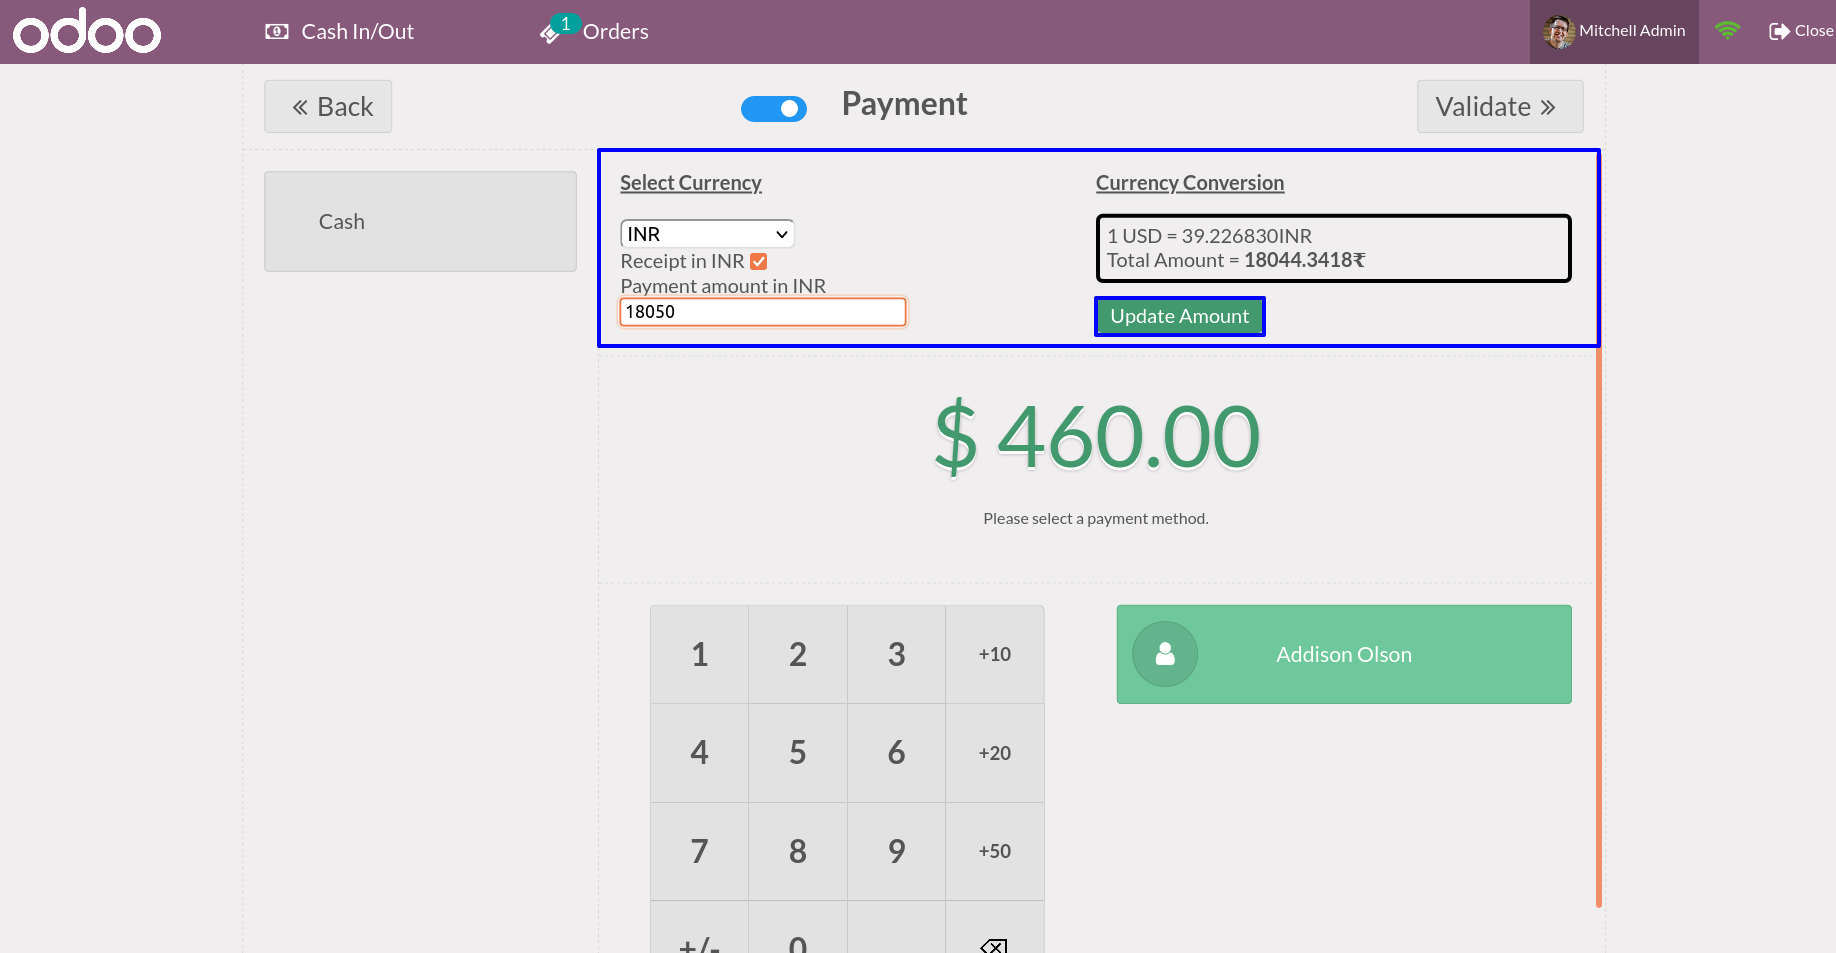 odoo
Cash In/Out
1
Orders
Mitchell Admin
Close
Back
Payment
Validate
Cash
Select Currency
INR
Receipt in INR
Payment amount in INR
18050
Currency Conversion
1 USD = 39.226830INR
Total Amount = 18044.3418₹
Update Amount
$ 460.00
Please select a payment method.
1 2 3 +10
4 5 6 +20
7 8 9 +50
+/- 0
Addison Olson